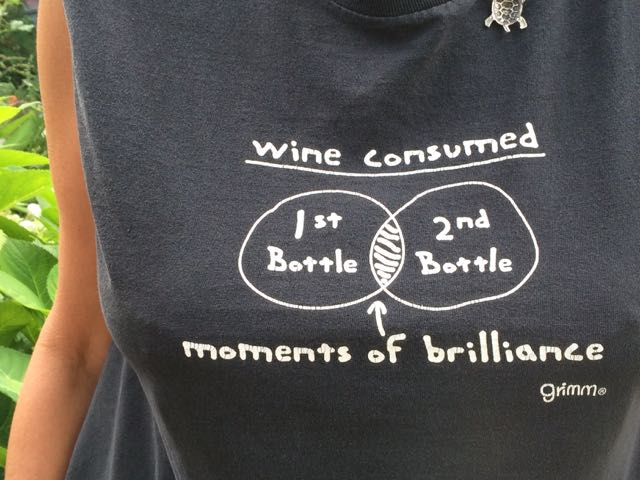 wine consumed
1st 2nd
Bottle Bottle
moments of brilliance
grimm®